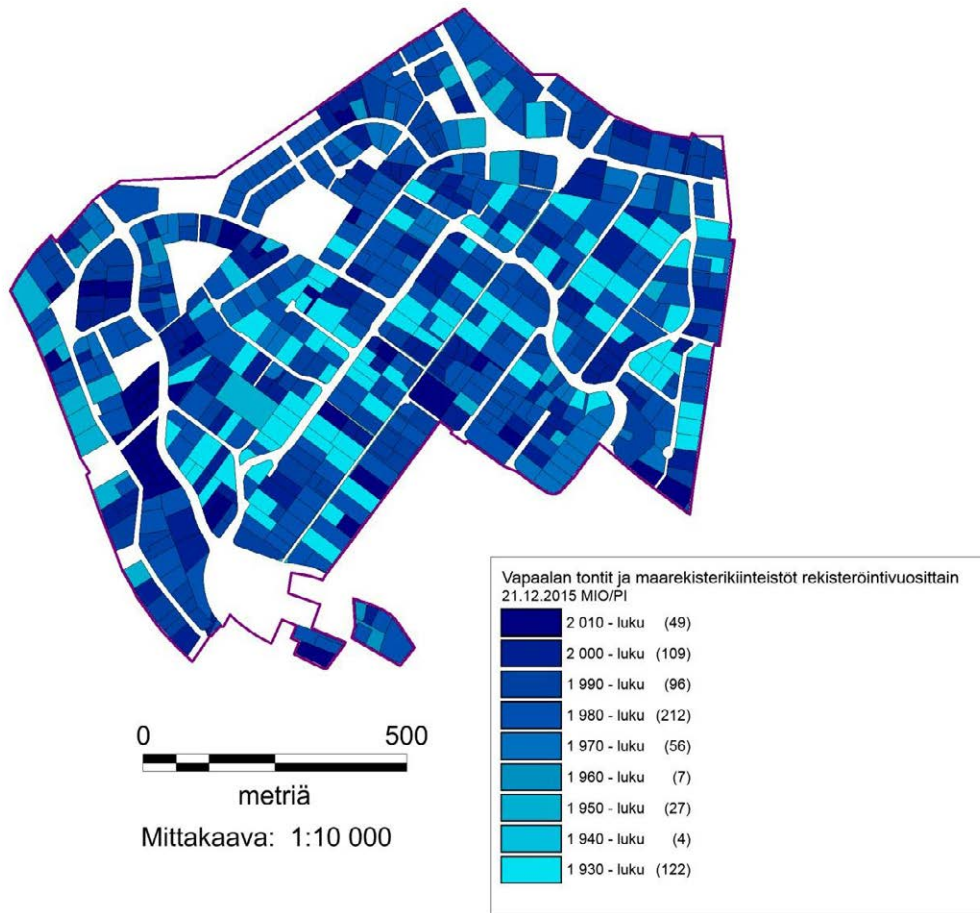 Vapaalan tontit ja maarekisterikiinteistöt rekisteröintivuosittain
21.12.2015 MIO/PI
2 010 - luku (49)
2 000 - luku (109)
1 990 - luku (96)
1 980 - luku (212)
1 970 - luku (56)
1 960 - luku (7)
1 950 - luku (27)
1 940 - luku (4)
1 930 - luku (122)
0 500
metriä
Mittakaava: 1:10 000